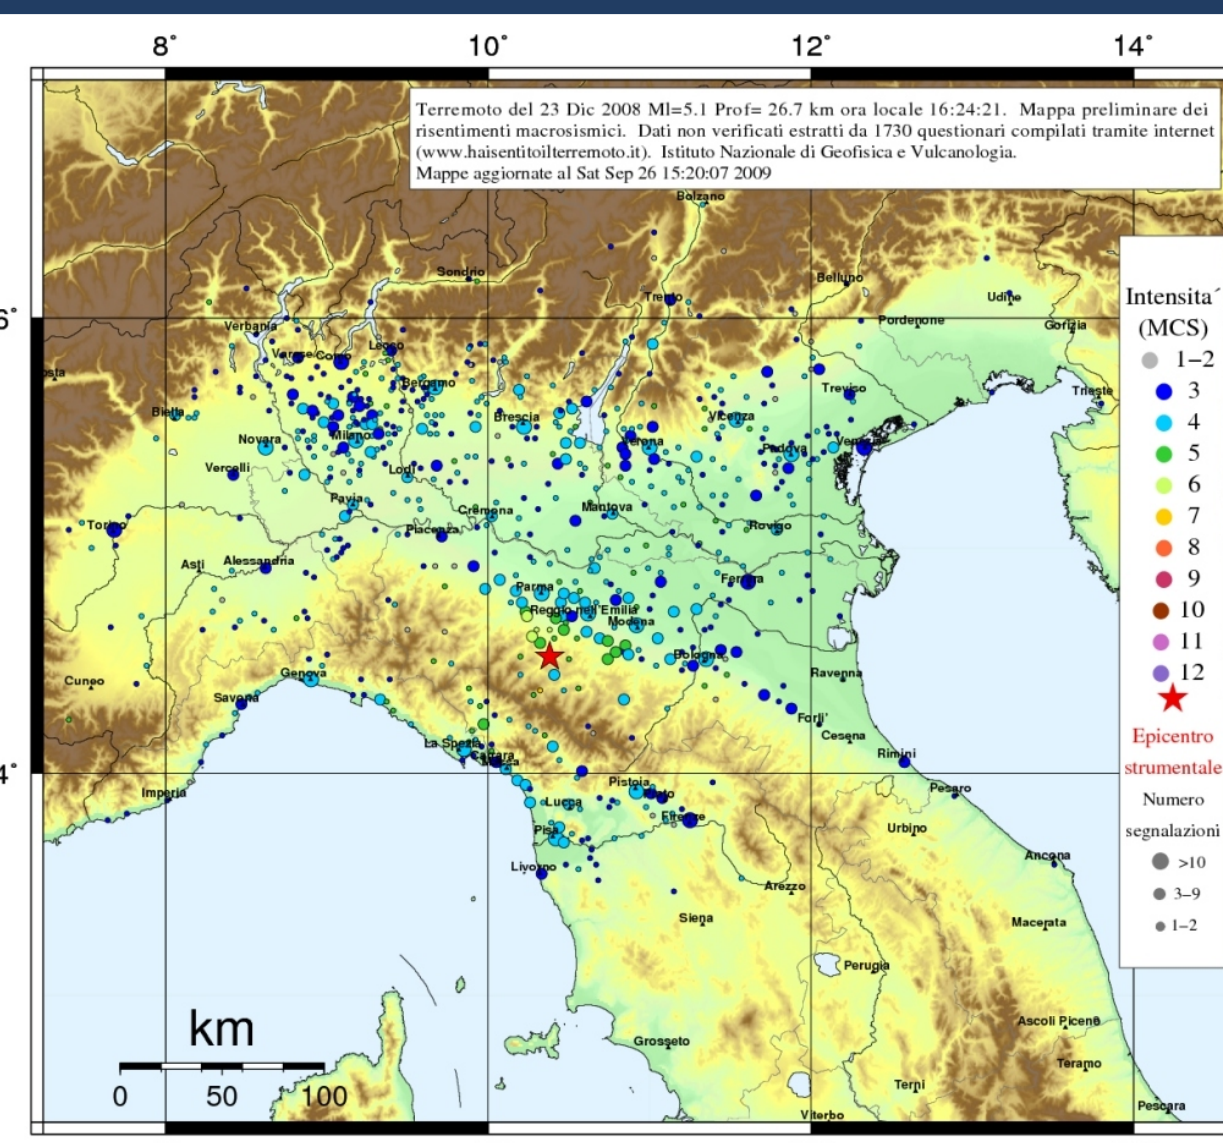 8˚ 10˚ 12˚ 14˚
Terremoto del 23 Dic 2008 Ml=5.1 Prof= 26.7 km ora locale 16:24:21. Mappa preliminare dei
risentimenti macrosismici. Dati non verificati estratti da 1730 questionari compilati tramite internet
(www.haisentitoilterremoto.it). Istituto Nazionale di Geofisica e Vulcanologia.
Mappe aggiornate al Sat Sep 26 15:20:07 2009
Bolzano
Sondrio
Belluno
Trento
Udine
Intensita´
(MCS)
1−2
3
4
5
6
7
8
9
10
11
12
Epicentro
strumentale
Numero
segnalazioni
>10
3−9
1−2
6˚
Verbania
Pordenone
Gorizia
Lecco
Varese
Como
osta
Bergamo
Treviso
Trieste
Biella
Brescia
Vicenza
Novara
Milano
Verona
Padova
Venezia
Vercelli
Lodi
Pavia
Cremona
Mantova
Torino
Piacenza
Rovigo
Asti
Alessandria
Parma
Ferrara
Reggio nell'Emilia
Modena
Bologna
Cuneo
Genova
Ravenna
Savona
Forli'
Cesena
La Spezia
Carrara
Massa
Rimini
4˚
Imperia
Pistoia
Prato
Pesaro
Lucca
Firenze
Pisa
Urbino
Ancona
Livorno
Arezzo
Siena
Macerata
Perugia
km
0 50 100
Grosseto
Ascoli Piceno
Teramo
Terni
Viterbo
Pescara